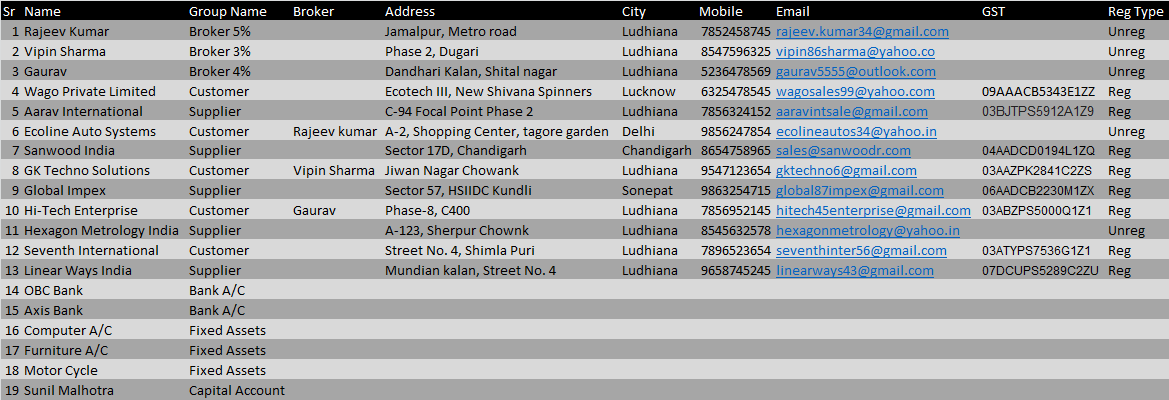 Sr Name Group Name Broker Address City Mobile Email GST Reg Type
1 Rajeev Kumar Broker 5% Jamalpur, Metro road Ludhiana 7852458745 rajeev.kumar34@gmail.com Unreg
2 Vipin Sharma Broker 3% Phase 2, Dugari Ludhiana 8547596325 vipin86sharma@yahoo.co Unreg
3 Gaurav Broker 4% Dandhari Kalan, Shital nagar Ludhiana 5236478569 gaurav5555@outlook.com Unreg
4 Wago Private Limited Customer Ecotech III, New Shivana Spinners Lucknow 6325478545 wagosales99@yahoo.com 09AAACB5343E1ZZ Reg
5 Aarav International Supplier C-94 Focal Point Phase 2 Ludhiana 7856324152 aaravintsale@gmail.com 03BJTPS5912A1Z9 Reg
6 Ecoline Auto Systems Customer Rajeev kumar A-2, Shopping Center, tagore garden Delhi 9856247854 ecolineautos34@yahoo.in Unreg
7 Sanwood India Supplier Sector 17D, Chandigarh Chandigarh 8654758965 sales@sanwoodr.com 04AADCD0194L1ZQ Reg
8 GK Techno Solutions Customer Vipin Sharma Jiwan Nagar Chowank Ludhiana 9547123654 gktechno6@gmail.com 03AAZPK2841C2ZS Reg
9 Global Impex Supplier Sector 57, HSIIDC Kundli Sonepat 9863254715 global87impex@gmail.com 06AADCB2230M1ZX Reg
10 Hi-Tech Enterprise Customer Gaurav Phase-8, C400 Ludhiana 7856952145 hitech45enterprise@gmail.com 03ABZPS5000Q1Z1 Reg
11 Hexagon Metrology India Supplier A-123, Sherpur Chownk Ludhiana 8545632578 hexagonmetrology@yahoo.in Unreg
12 Seventh International Customer Street No. 4, Shimla Puri Ludhiana 7896523654 seventhinter56@gmail.com 03ATYPS7536G1Z1 Reg
13 Linear Ways India Supplier Mundian kalan, Street No. 4 Ludhiana 9658745245 linearways43@gmail.com 07DCUPS5289C2ZU Reg
14 OBC Bank Bank A/C
15 Axis Bank Bank A/C
16 Computer A/C Fixed Assets
17 Furniture A/C Fixed Assets
18 Motor Cycle Fixed Assets
19 Sunil Malhotra Capital Account